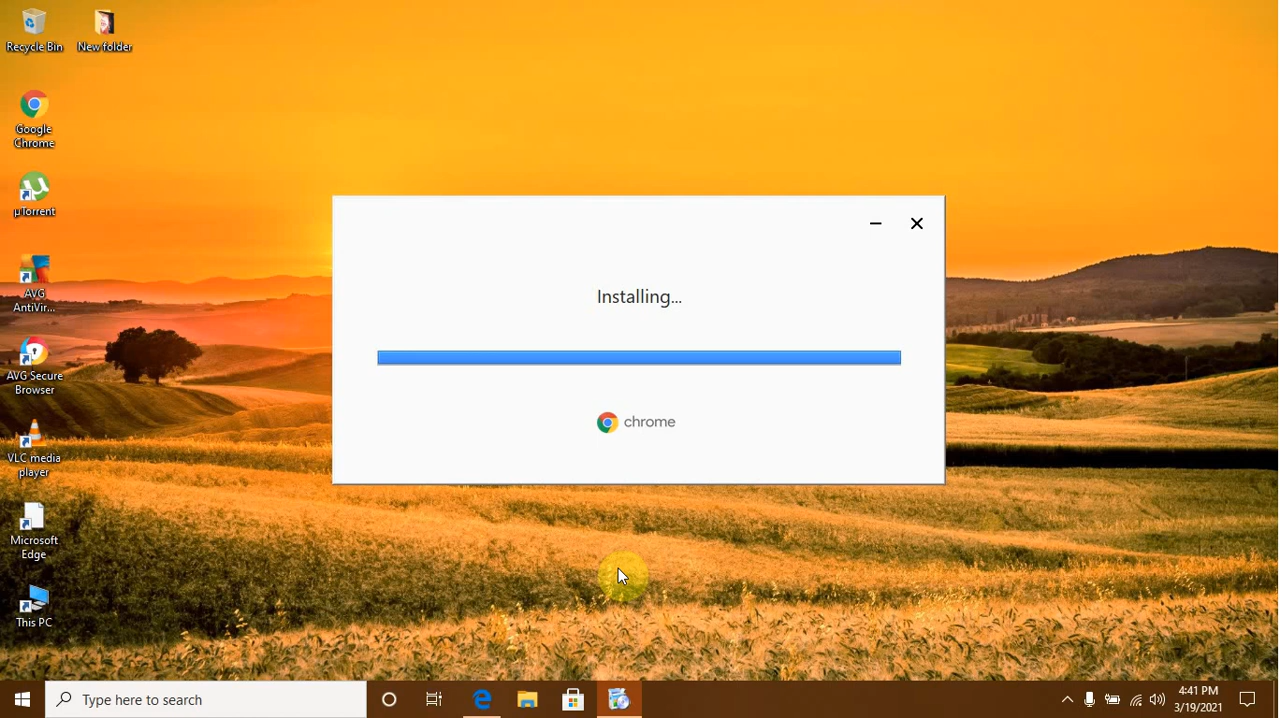 Recycle Bin
New folder
Google
Chrome
µTorrent
AVG
AntiVir...
AVG Secure
Browser
VLC media
player
Microsoft
Edge
This PC
Installing...
chrome
Type here to search
4:41 PM
3/19/2021